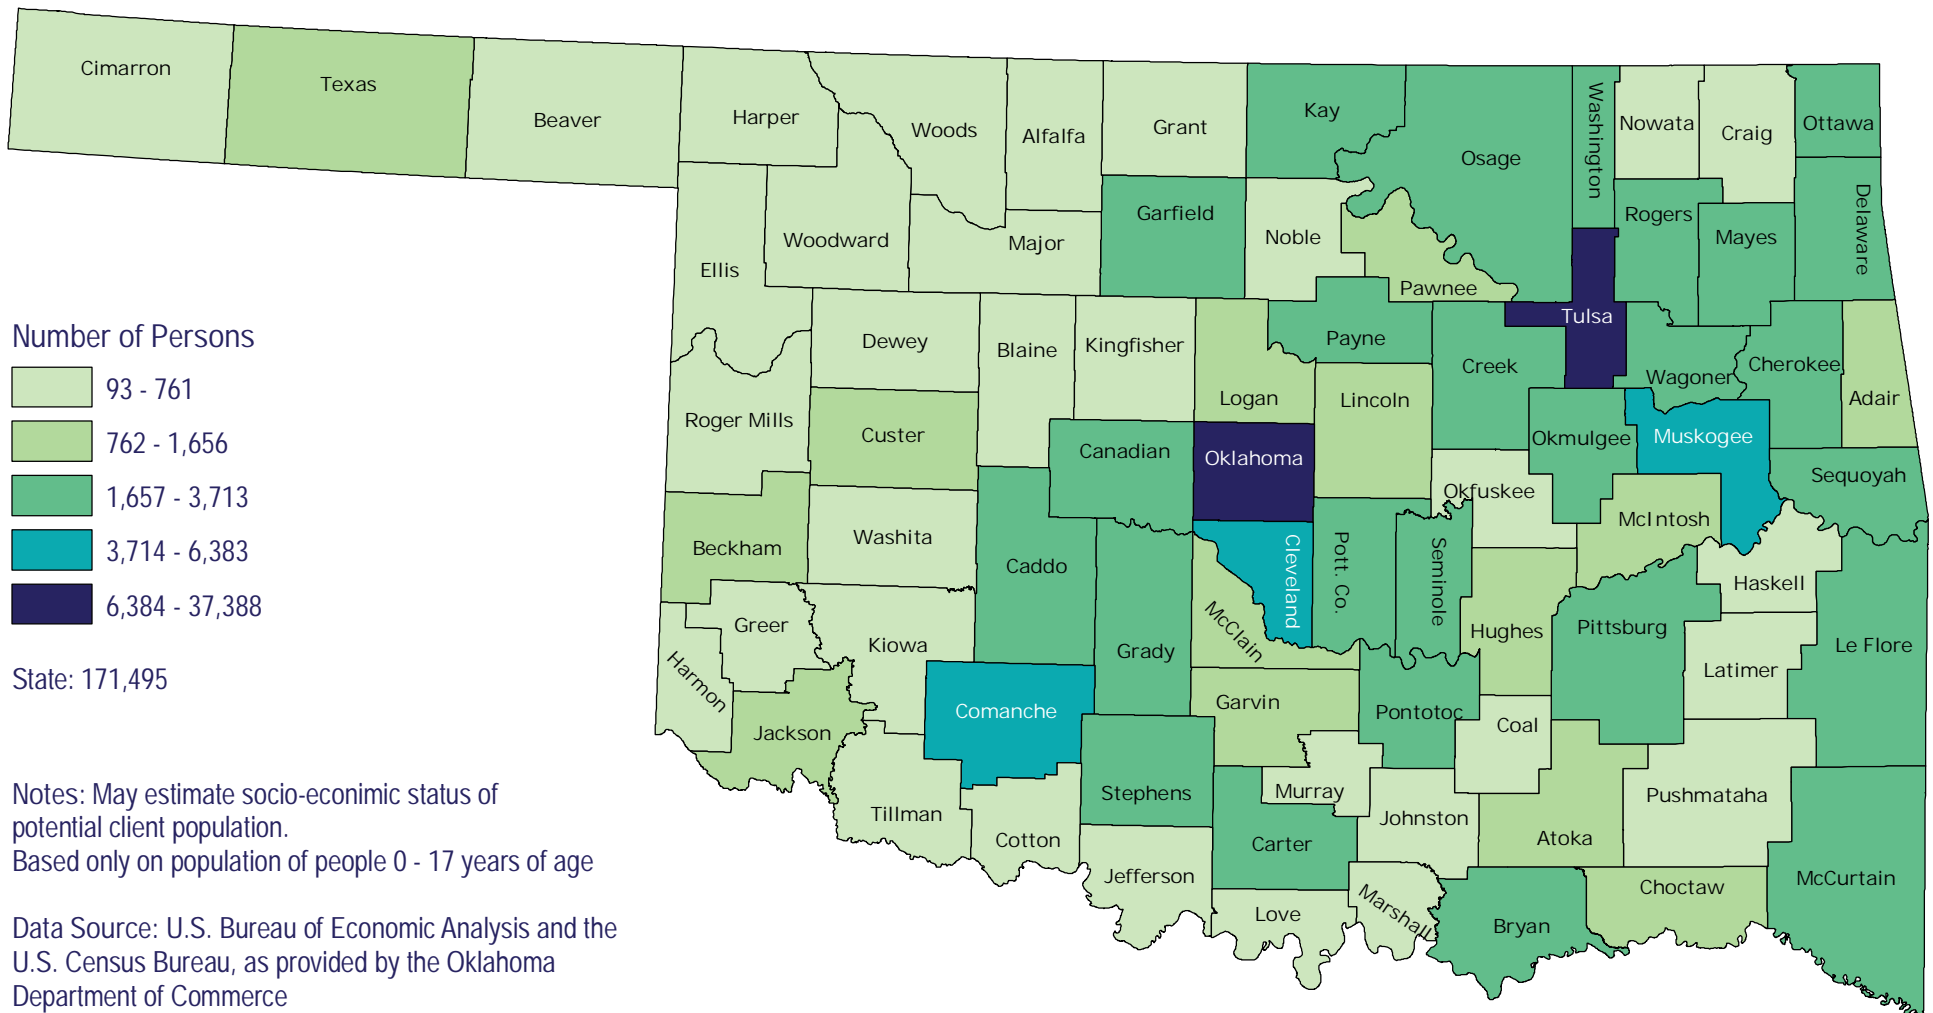 Cimarron
Texas
Beaver
Harper
Woods
Alfalfa
Grant
Kay
Osage
Washington
Nowata
Craig
Ottawa
Ellis
Woodward
Major
Garfield
Noble
Pawnee
Rogers
Mayes
Delaware
Tulsa
Dewey
Blaine
Kingfisher
Logan
Payne
Lincoln
Creek
Wagoner
Cherokee
Adair
Roger Mills
Custer
Canadian
Oklahoma
Okmulgee
Muskogee
Sequoyah
Okfuskee
McIntosh
Beckham
Washita
Caddo
Grady
Cleveland
Pott. Co.
Seminole
McClain
Hughes
Pittsburg
Haskell
Latimer
Le Flore
Greer
Harmon
Kiowa
Jackson
Comanche
Garvin
Pontotoc
Coal
Tillman
Cotton
Stephens
Murray
Johnston
Atoka
Pushmataha
Jefferson
Carter
Love
Marshall
Bryan
Choctaw
McCurtain
Number of Persons
93 - 761
762 - 1,656
1,657 - 3,713
3,714 - 6,383
6,384 - 37,388
State: 171,495
Notes: May estimate socio-econimic status of
potential client population.
Based only on population of people 0 - 17 years of age
Data Source: U.S. Bureau of Economic Analysis and the
U.S. Census Bureau, as provided by the Oklahoma
Department of Commerce